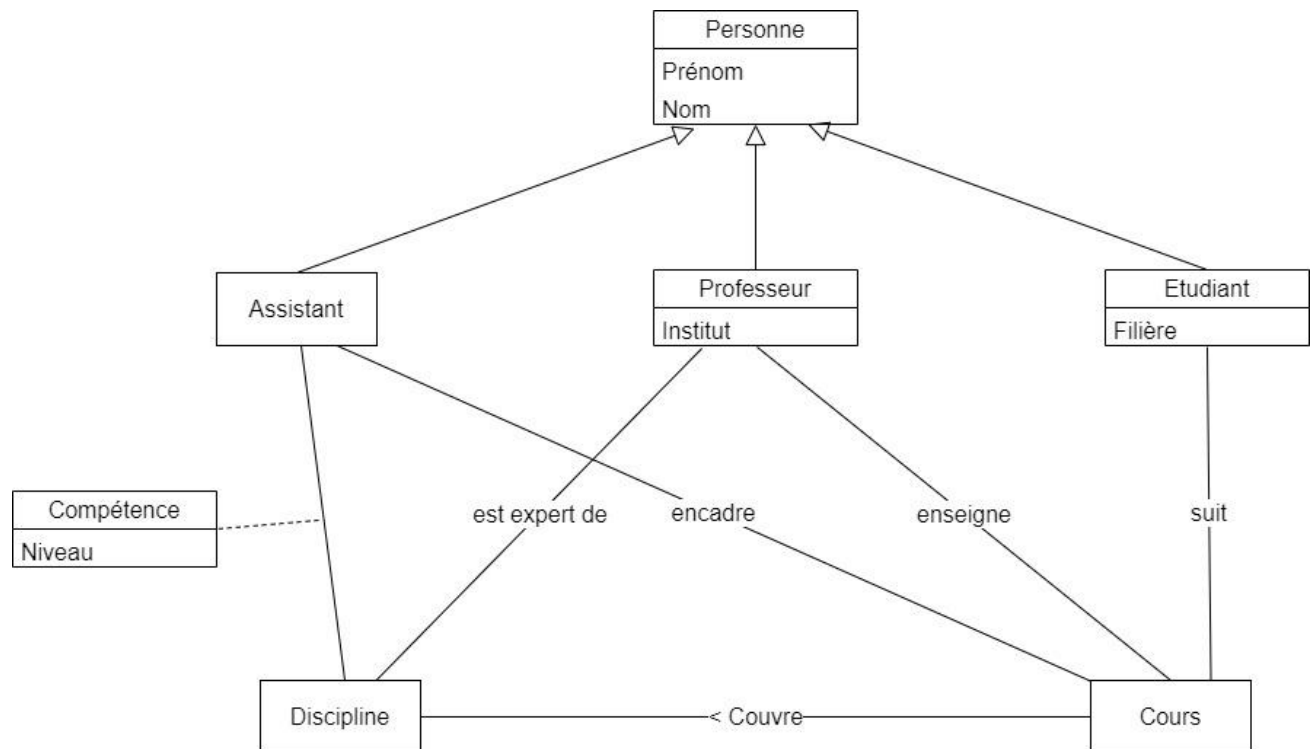 Personne
Prénom
Nom
Assistant
Professeur
Institut
Etudiant
Filière
Compétence
Niveau
est expert de
encadre
enseigne
suit
Discipline
< Couvre
Cours